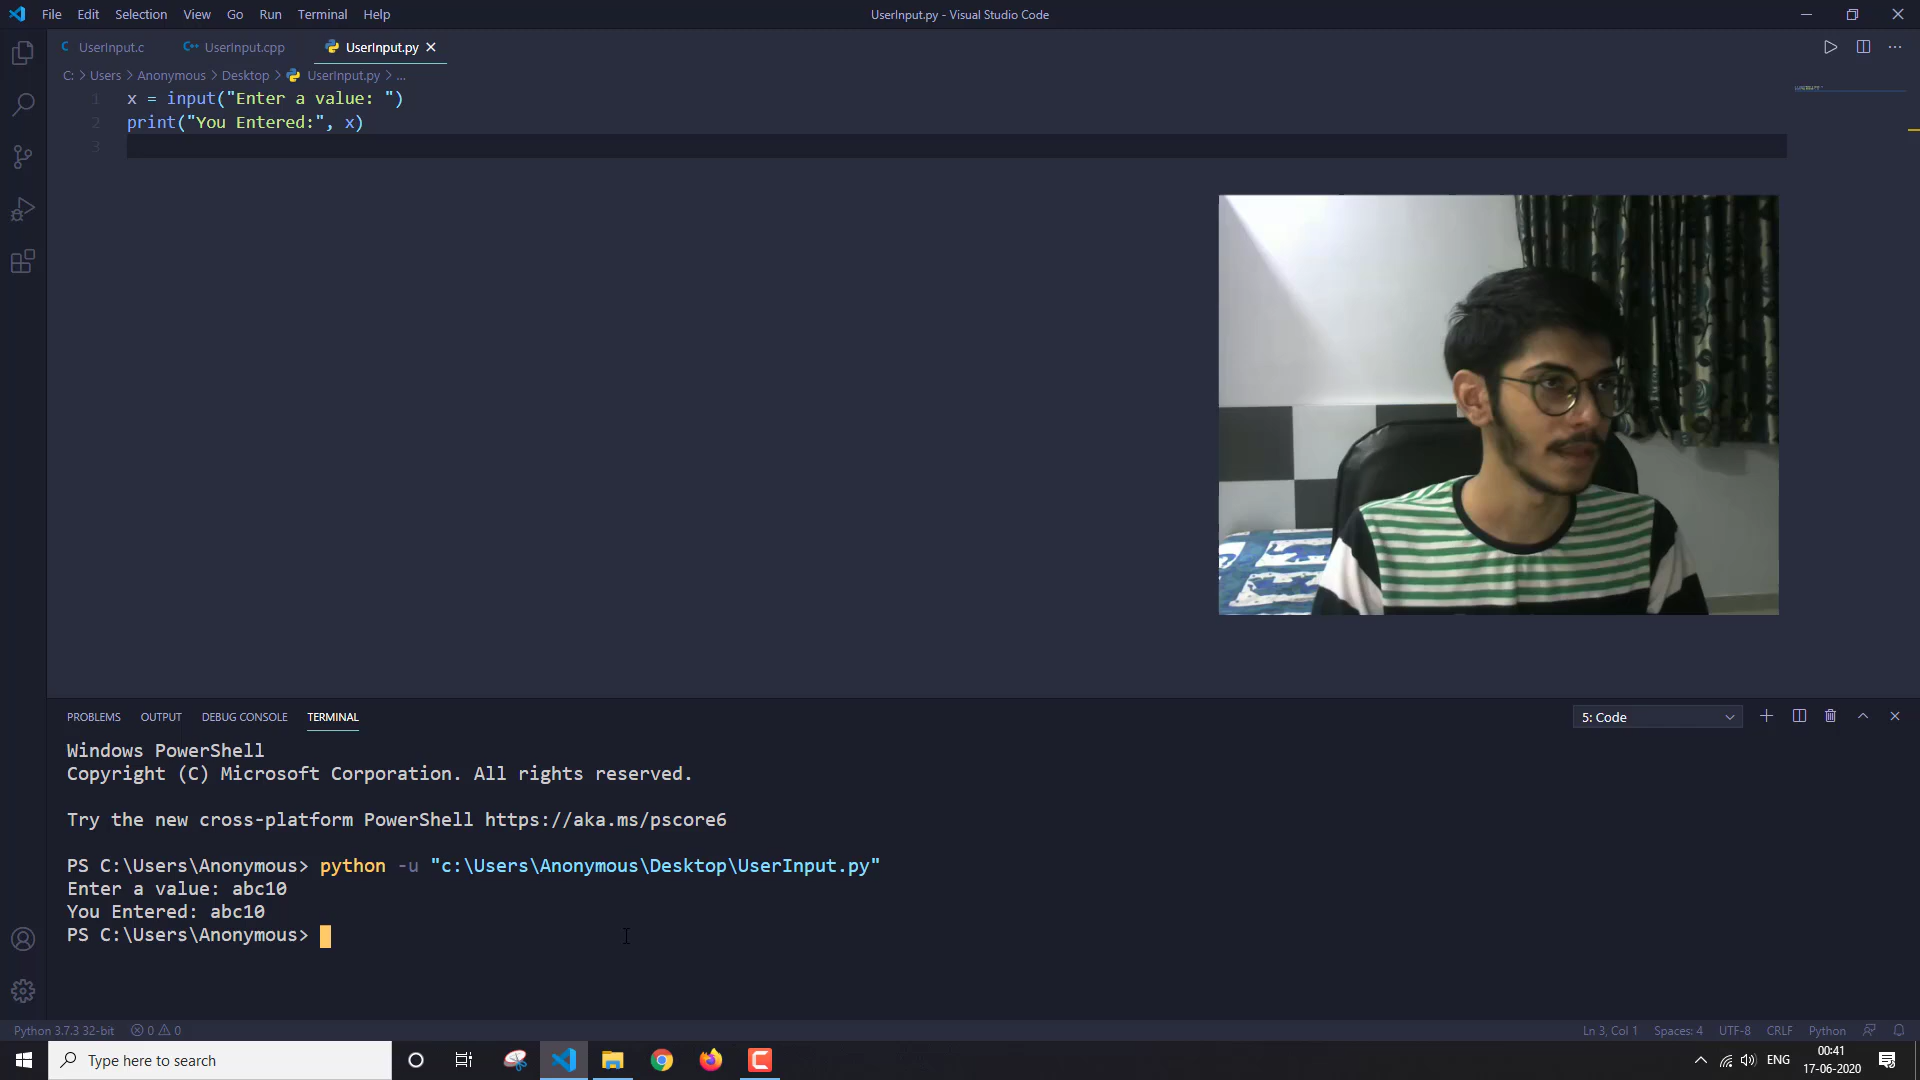 File Edit Selection View Go Run Terminal Help
UserInput.py - Visual Studio Code
UserInput.c UserInput.cpp UserInput.py
C: > Users > Anonymous > Desktop > UserInput.py > ...
1 x = input("Enter a value: ")
2 print("You Entered:", x)
3
PROBLEMS OUTPUT DEBUG CONSOLE TERMINAL
5: Code
Windows PowerShell
Copyright (C) Microsoft Corporation. All rights reserved.
Try the new cross-platform PowerShell https://aka.ms/pscore6
PS C:\Users\Anonymous> python -u "c:\Users\Anonymous\Desktop\UserInput.py"
Enter a value: abc10
You Entered: abc10
PS C:\Users\Anonymous>
Python 3.7.3 32-bit 0 0
Ln 3, Col 1 Spaces: 4 UTF-8 CRLF Python
Type here to search
ENG
00:41
17-06-2020